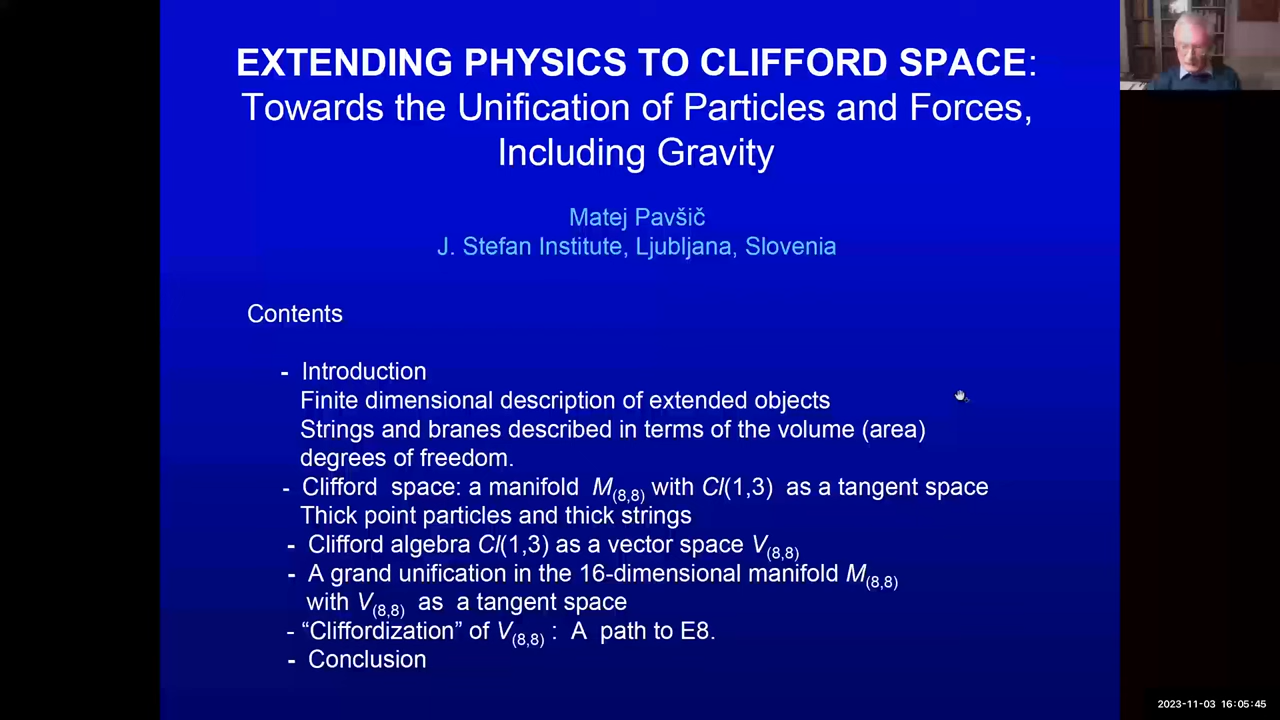 EXTENDING PHYSICS TO CLIFFORD SPACE:
Towards the Unification of Particles and Forces,
Including Gravity
Matej Pavšič
J. Stefan Institute, Ljubljana, Slovenia
Contents
- Introduction
Finite dimensional description of extended objects
Strings and branes described in terms of the volume (area)
degrees of freedom.
- Clifford space: a manifold M(8,8) with Cl(1,3) as a tangent space
Thick point particles and thick strings
- Clifford algebra Cl(1,3) as a vector space V(8,8)
- A grand unification in the 16-dimensional manifold M(8,8)
with V(8,8) as a tangent space
- “Cliffordization” of V(8,8) : A path to E8.
- Conclusion
2023-11-03 16:05:45